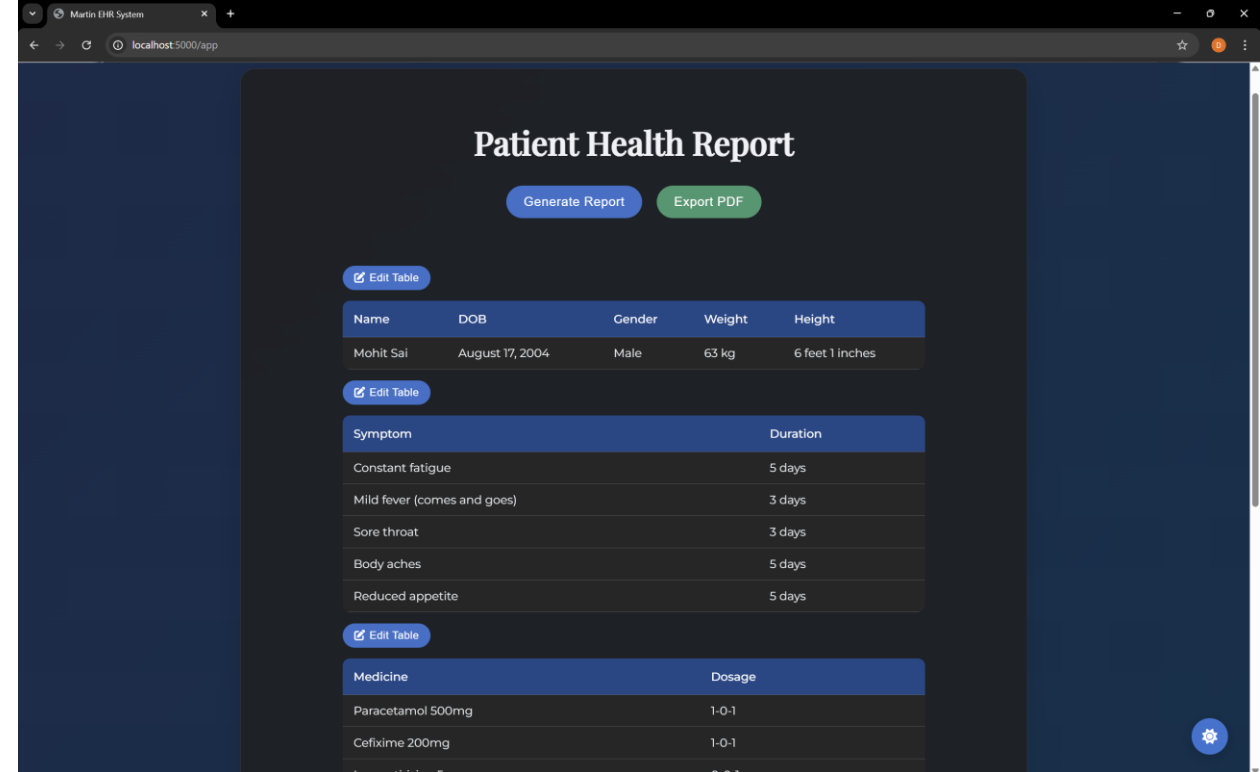 Martin EHR System
localhost:5000/app
D
Patient Health Report
Generate Report Export PDF
Edit Table
Name DOB Gender Weight Height
Mohit Sai August 17, 2004 Male 63 kg 6 feet 1 inches
Edit Table
Symptom Duration
Constant fatigue 5 days
Mild fever (comes and goes) 3 days
Sore throat 3 days
Body aches 5 days
Reduced appetite 5 days
Edit Table
Medicine Dosage
Paracetamol 500mg 1-0-1
Cefixime 200mg 1-0-1